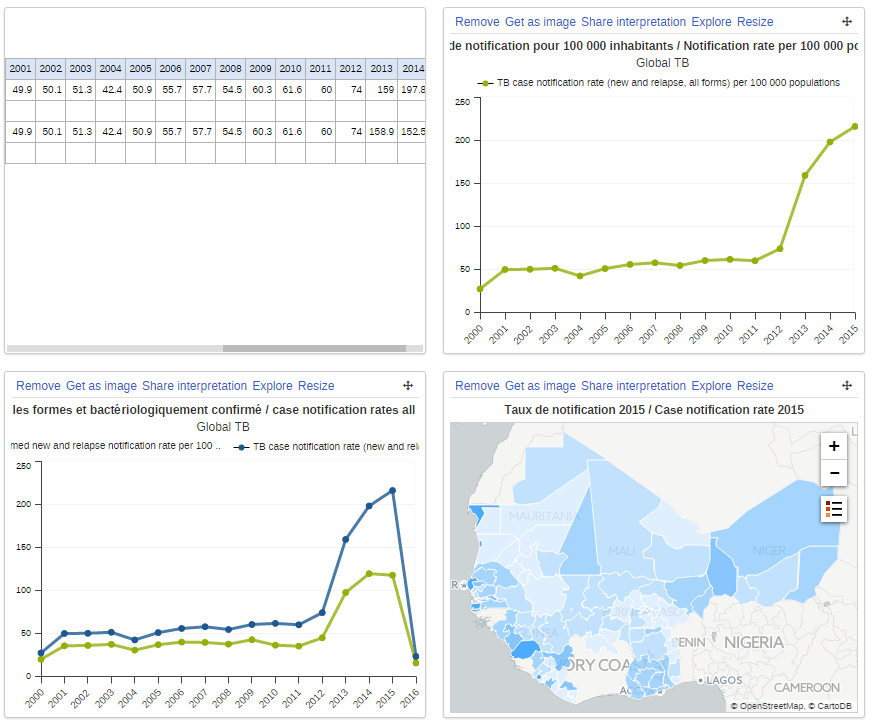 2001 2002 2003 2004 2005 2006 2007 2008 2009 2010 2011 2012 2013 2014
49.9 50.1 51.3 42.4 50.9 55.7 57.7 54.5 60.3 61.6 60 74 159 197.8
49.9 50.1 51.3 42.4 50.9 55.7 57.7 54.5 60.3 61.6 60 74 158.9 152.5
Remove Get as image Share interpretation Explore Resize
de notification pour 100 000 inhabitants / Notification rate per 100 000 po
Global TB
TB case notification rate (new and relapse, all forms) per 100 000 populations
250
200
150
100
50
0
2000 2001 2002 2003 2004 2005 2006 2007 2008 2009 2010 2011 2012 2013 2014 2015
Remove Get as image Share interpretation Explore Resize
les formes et bactériologiquement confirmé / case notification rates all
Global TB
med new and relapse notification rate per 100 .. TB case notification rate (new and rel
250
200
150
100
50
0
2000 2001 2002 2003 2004 2005 2006 2007 2008 2009 2010 2011 2012 2013 2014 2015 2016
Remove Get as image Share interpretation Explore Resize
Taux de notification 2015 / Case notification rate 2015
+
−
L
MAURITANIA
MALI
NIGER
R
BURKINA FASO
INEA
BENIN
NIGERIA
ORY COA
LAGOS
AC
CAMEROON
© OpenStreetMap, © CartoDB